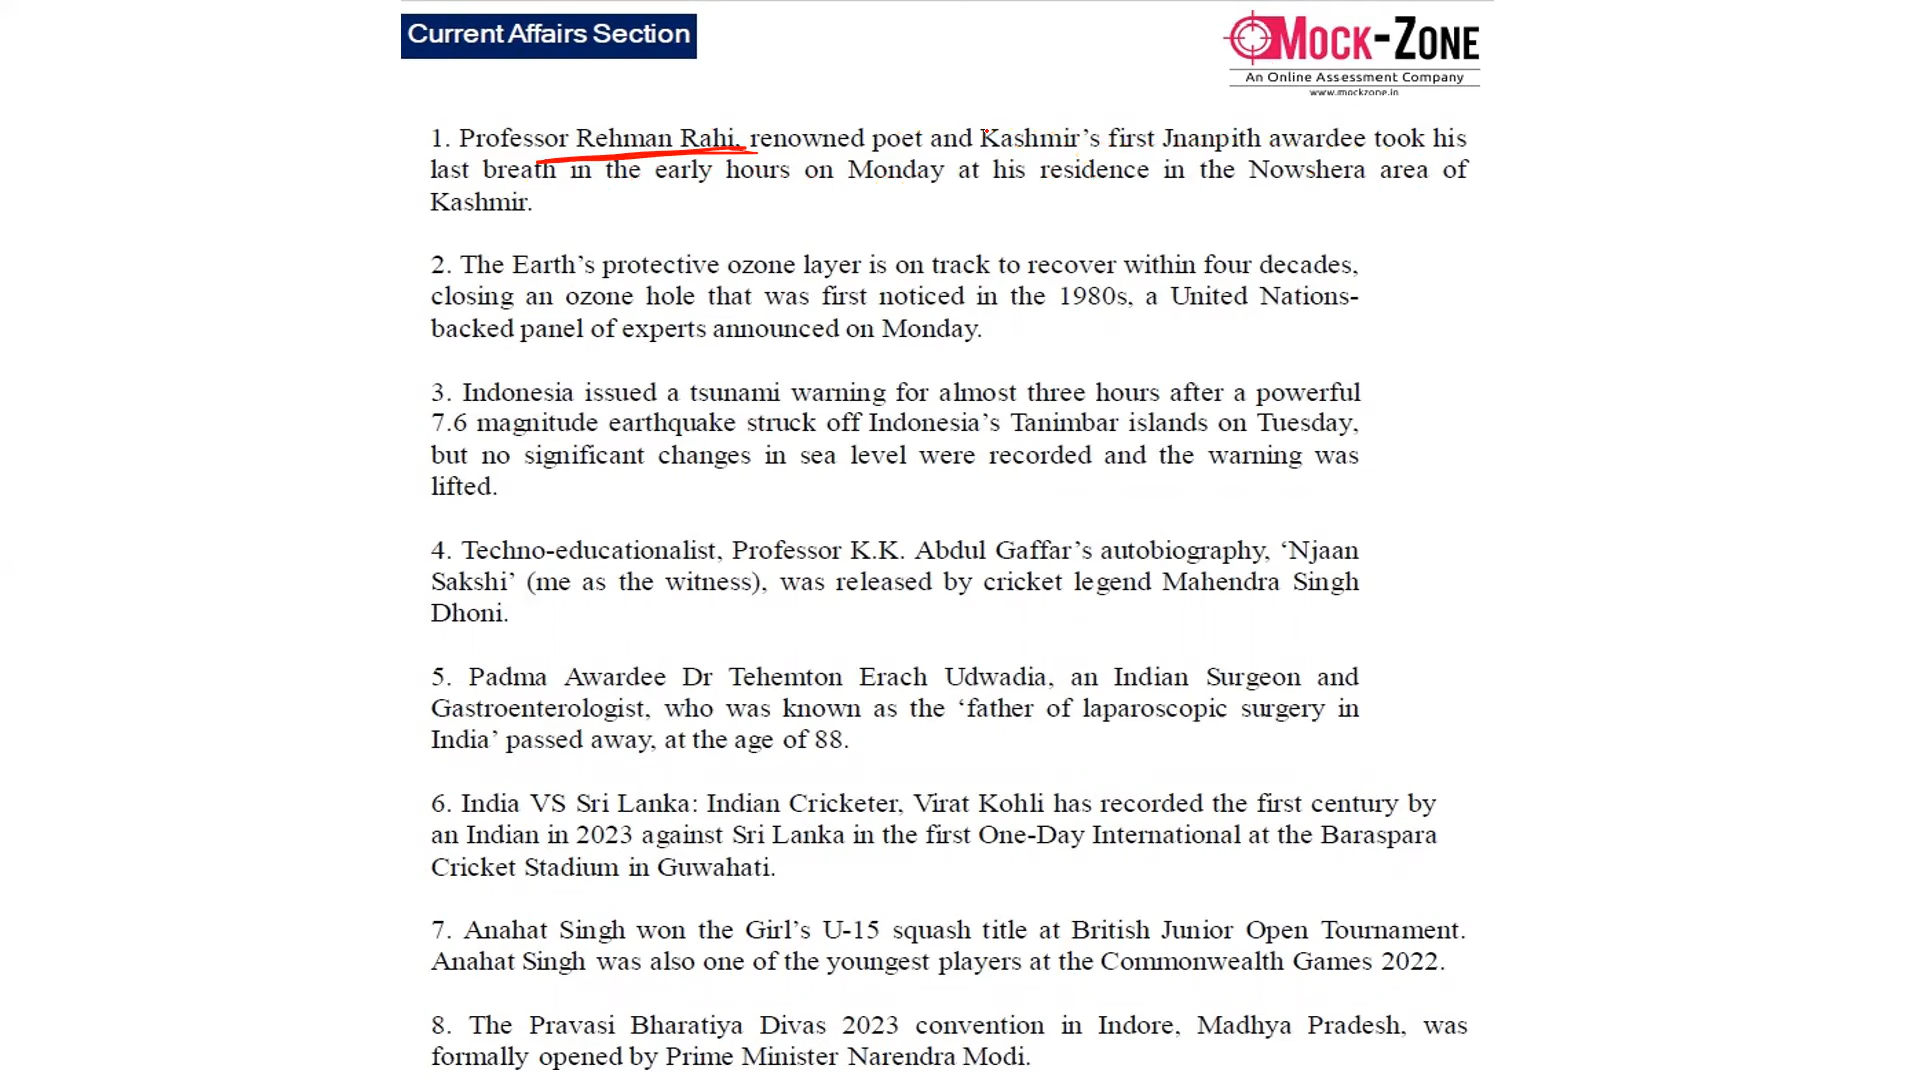 Current Affairs Section
MOCK-ZONE
An Online Assessment Company
www.mockzone.in
1. Professor Rehman Rahi, renowned poet and Kashmir’s first Jnanpith awardee took his
last breath in the early hours on Monday at his residence in the Nowshera area of
Kashmir.
2. The Earth’s protective ozone layer is on track to recover within four decades,
closing an ozone hole that was first noticed in the 1980s, a United Nations-
backed panel of experts announced on Monday.
3. Indonesia issued a tsunami warning for almost three hours after a powerful
7.6 magnitude earthquake struck off Indonesia’s Tanimbar islands on Tuesday,
but no significant changes in sea level were recorded and the warning was
lifted.
4. Techno-educationalist, Professor K.K. Abdul Gaffar’s autobiography, ‘Njaan
Sakshi’ (me as the witness), was released by cricket legend Mahendra Singh
Dhoni.
5. Padma Awardee Dr Tehemton Erach Udwadia, an Indian Surgeon and
Gastroenterologist, who was known as the ‘father of laparoscopic surgery in
India’ passed away, at the age of 88.
6. India VS Sri Lanka: Indian Cricketer, Virat Kohli has recorded the first century by
an Indian in 2023 against Sri Lanka in the first One-Day International at the Baraspara
Cricket Stadium in Guwahati.
7. Anahat Singh won the Girl’s U-15 squash title at British Junior Open Tournament.
Anahat Singh was also one of the youngest players at the Commonwealth Games 2022.
8. The Pravasi Bharatiya Divas 2023 convention in Indore, Madhya Pradesh, was
formally opened by Prime Minister Narendra Modi.